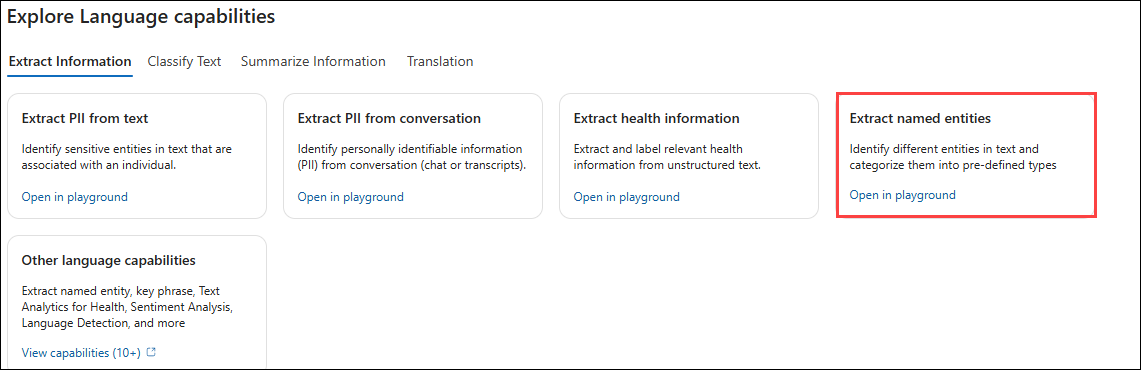 Explore Language capabilities
Extract Information
Classify Text
Summarize Information
Translation
Extract PII from text
Identify sensitive entities in text that are
associated with an individual.
Open in playground
Extract PII from conversation
Identify personally identifiable information
(PII) from conversation (chat or transcripts).
Open in playground
Extract health information
Extract and label relevant health
information from unstructured text.
Open in playground
Extract named entities
Identify different entities in text and
categorize them into pre-defined types
Open in playground
Other language capabilities
Extract named entity, key phrase, Text
Analytics for Health, Sentiment Analysis,
Language Detection, and more
View capabilities (10+)